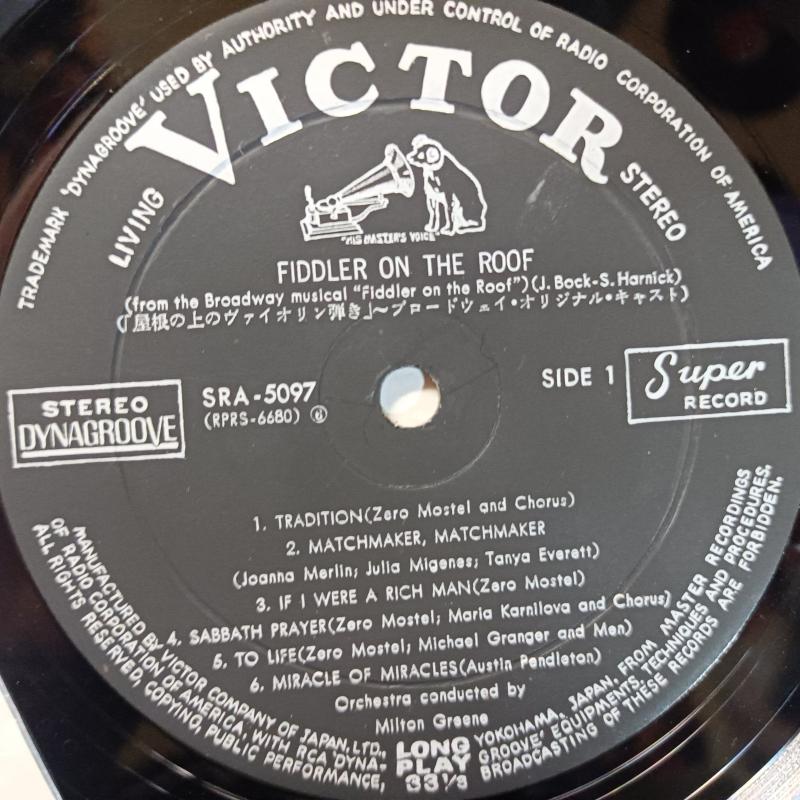 TRADEMARK 'DYNAGROOVE' USED BY AUTHORITY AND UNDER CONTROL OF RADIO CORPORATION OF AMERICA
VICTOR
LIVING
STEREO
"HIS MASTER'S VOICE"
FIDDLER ON THE ROOF
(from the Broadway musical "Fiddler on the Roof")(J. Bock-S. Harnick)
(『屋根の上のヴァイオリン弾き』〜ブロードウェイ・オリジナル・キャスト)
STEREO
DYNAGROOVE
SRA-5097
(RPRS-6680)
SIDE 1
Super
RECORD
1. TRADITION(Zero Mostel and Chorus)
2. MATCHMAKER, MATCHMAKER
(Joanna Merlin; Julia Migenes; Tanya Everett)
3. IF I WERE A RICH MAN(Zero Mostel)
4. SABBATH PRAYER(Zero Mostel; Maria Karnilova and Chorus)
5. TO LIFE(Zero Mostel; Michael Granger and Men)
6. MIRACLE OF MIRACLES(Austin Pendleton)
Orchestra conducted by
Milton Greene
LONG
PLAY
33⅓
MANUFACTURED BY VICTOR COMPANY OF JAPAN, LTD., YOKOHAMA, JAPAN, FROM MASTER RECORDINGS
OF RADIO CORPORATION OF AMERICA, WITH RCA 'DYNAGROOVE' EQUIPMENTS, TECHNIQUES AND PROCEDURES.
ALL RIGHTS RESERVED, COPYING, PUBLIC PERFORMANCE, BROADCASTING OF THESE RECORDS ARE FORBIDDEN.